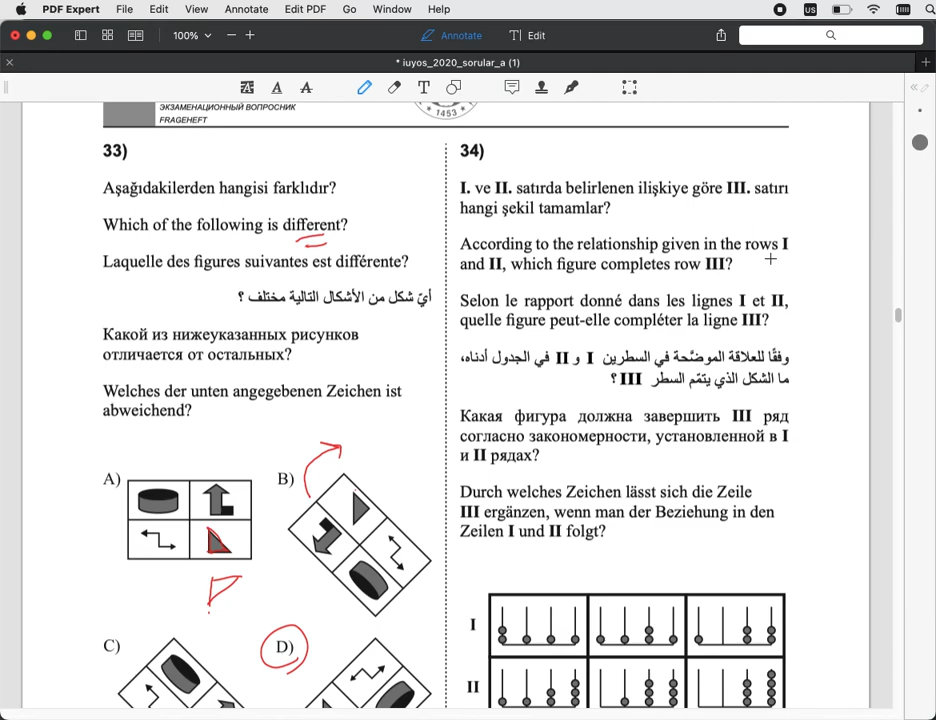 PDF Expert File Edit View Annotate Edit PDF Go Window Help US
100% Annotate Edit
* iuyos_2020_sorular_a (1)
ЭКЗАМЕНАЦИОННЫЙ ВОПРОСНИК
FRAGEHEFT
* 1453 *
33)
Aşağıdakilerden hangisi farklıdır?
Which of the following is different?
Laquelle des figures suivantes est différente?
أيّ شكل من الأشكال التالية مختلف ؟
Какой из нижеуказанных рисунков
отличается от остальных?
Welches der unten angegebenen Zeichen ist
abweichend?
A)
B)
C)
D)
34)
I. ve II. satırda belirlenen ilişkiye göre III. satırı
hangi şekil tamamlar?
According to the relationship given in the rows I
and II, which figure completes row III?
Selon le rapport donné dans les lignes I et II,
quelle figure peut-elle compléter la ligne III?
وفقًا للعلاقة الموضّحة في السطرين I و II في الجدول أدناه،
ما الشكل الذي يتمّم السطر III ؟
Какая фигура должна завершить III ряд
согласно закономерности, установленной в I
и II рядах?
Durch welches Zeichen lässt sich die Zeile
III ergänzen, wenn man der Beziehung in den
Zeilen I und II folgt?
I
II